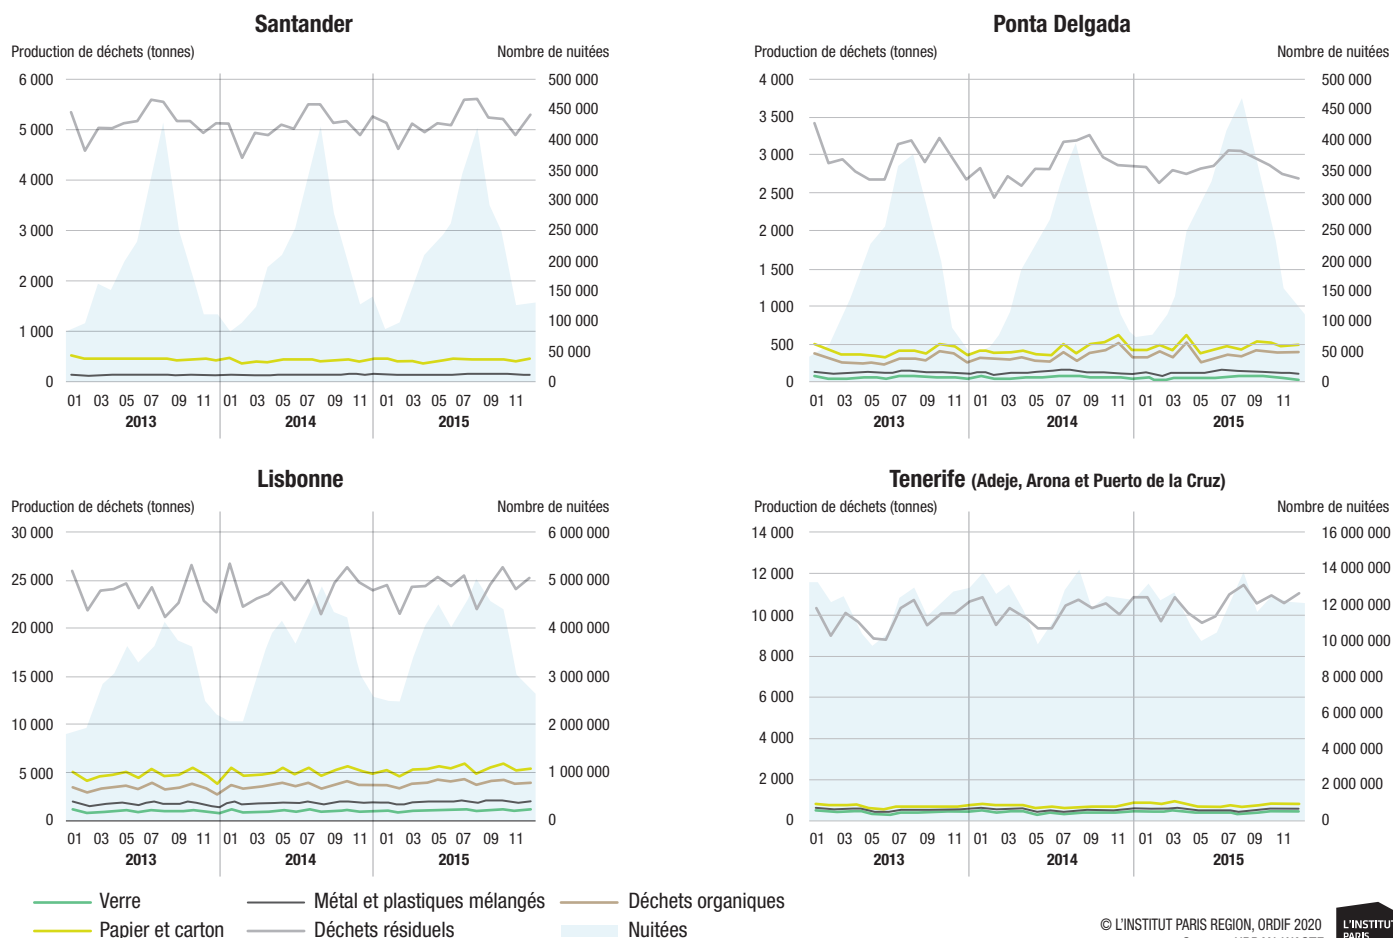 Santander
Production de déchets (tonnes) Nombre de nuitées
6 000 500 000
450 000
5 000 400 000
350 000
4 000
300 000
3 000 250 000
200 000
2 000 150 000
100 000
1 000
50 000
0 0
01 03 05 07 09 11 01 03 05 07 09 11 01 03 05 07 09 11
2013 2014 2015
Ponta Delgada
Production de déchets (tonnes) Nombre de nuitées
4 000 500 000
450 000
3 500
400 000
3 000 350 000
2 500 300 000
2 000 250 000
200 000
1 500
150 000
1 000 100 000
500 50 000
0 0
01 03 05 07 09 11 01 03 05 07 09 11 01 03 05 07 09 11
2013 2014 2015
Lisbonne
Production de déchets (tonnes) Nombre de nuitées
30 000 6 000 000
25 000 5 000 000
20 000 4 000 000
15 000 3 000 000
10 000 2 000 000
5 000 1 000 000
0 0
01 03 05 07 09 11 01 03 05 07 09 11 01 03 05 07 09 11
2013 2014 2015
Tenerife (Adeje, Arona et Puerto de la Cruz)
Production de déchets (tonnes) Nombre de nuitées
14 000 16 000 000
12 000 14 000 000
12 000 000
10 000
10 000 000
8 000
8 000 000
6 000
6 000 000
4 000
4 000 000
2 000 2 000 000
0 0
01 03 05 07 09 11 01 03 05 07 09 11 01 03 05 07 09 11
2013 2014 2015
Verre Métal et plastiques mélangés Déchets organiques
Papier et carton Déchets résiduels Nuitées
© L'INSTITUT PARIS REGION, ORDIF 2020
L'INSTITUT
PARIS